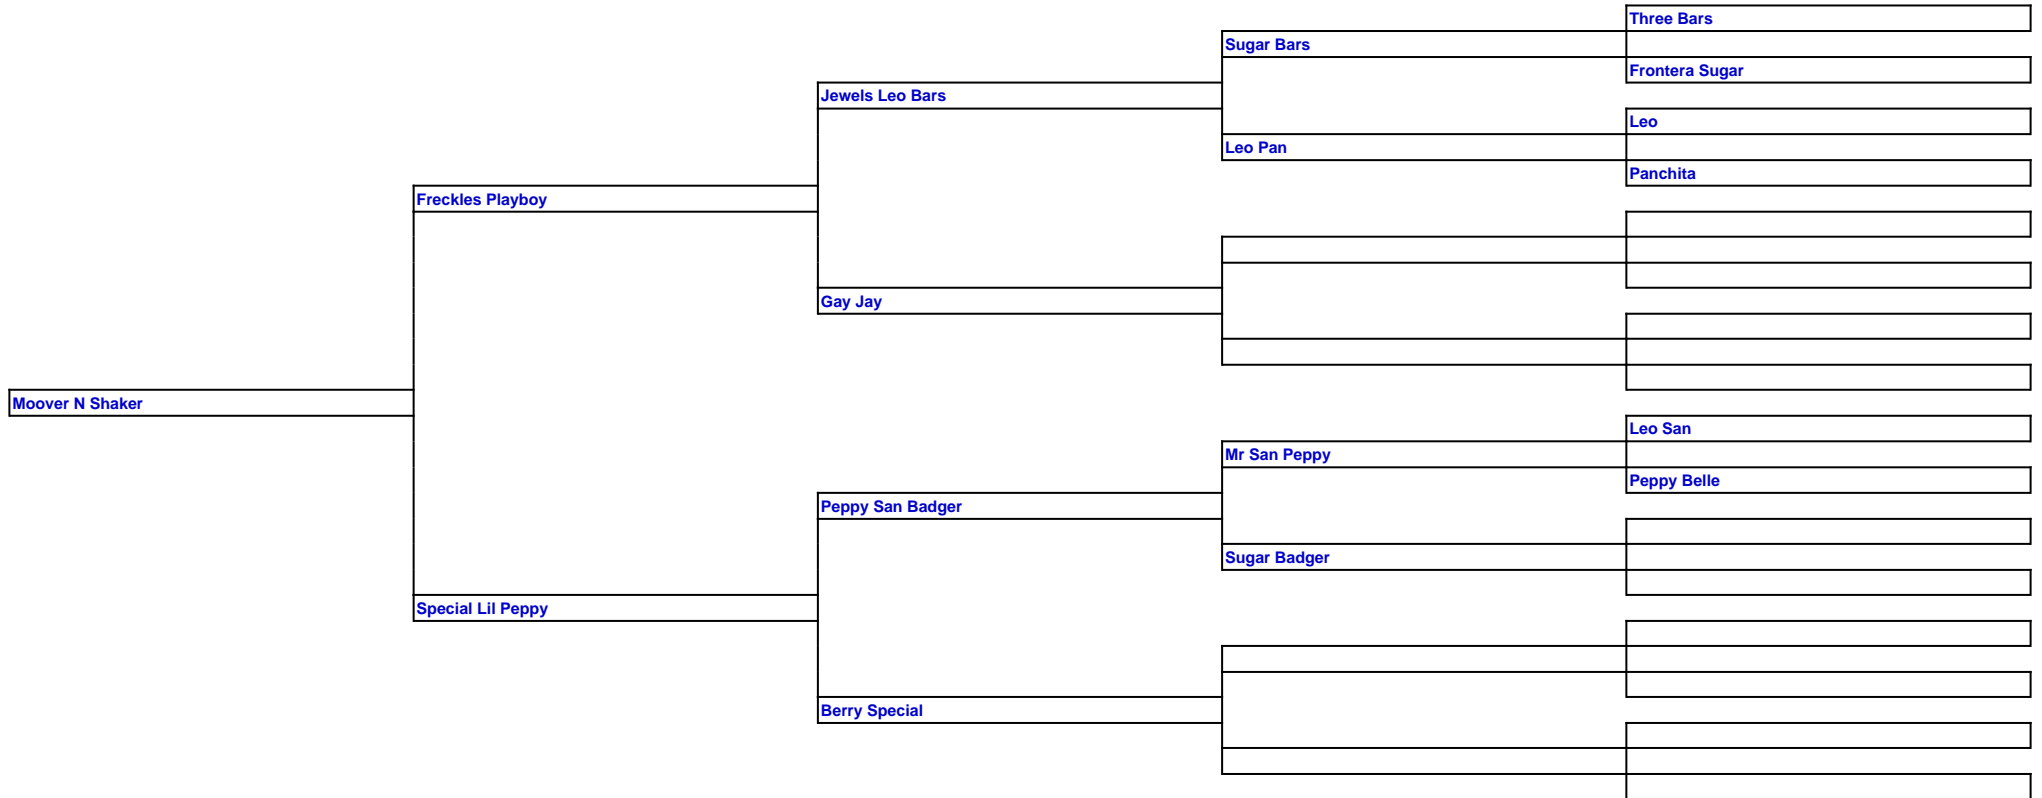 Three Bars
Sugar Bars
Frontera Sugar
Jewels Leo Bars
Leo
Leo Pan
Panchita
Freckles Playboy
Gay Jay
Moover N Shaker
Leo San
Mr San Peppy
Peppy Belle
Peppy San Badger
Sugar Badger
Special Lil Peppy
Berry Special